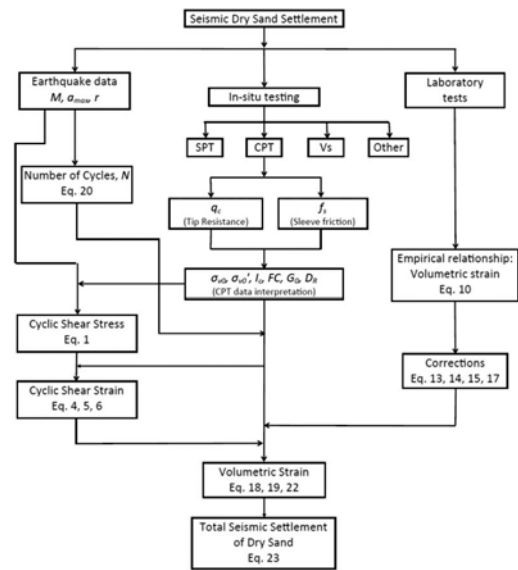 Seismic Dry Sand Settlement
Earthquake data
M, amax, r
In-situ testing
Laboratory
tests
SPT
CPT
Vs
Other
Number of Cycles, N
Eq. 20
qc
(Tip Resistance)
fs
(Sleeve friction)
Empirical relationship:
Volumetric strain
Eq. 10
σv0, σv0', Ic, FC, G0, DR
(CPT data interpretation)
Cyclic Shear Stress
Eq. 1
Corrections
Eq. 13, 14, 15, 17
Cyclic Shear Strain
Eq. 4, 5, 6
Volumetric Strain
Eq. 18, 19, 22
Total Seismic Settlement
of Dry Sand
Eq. 23